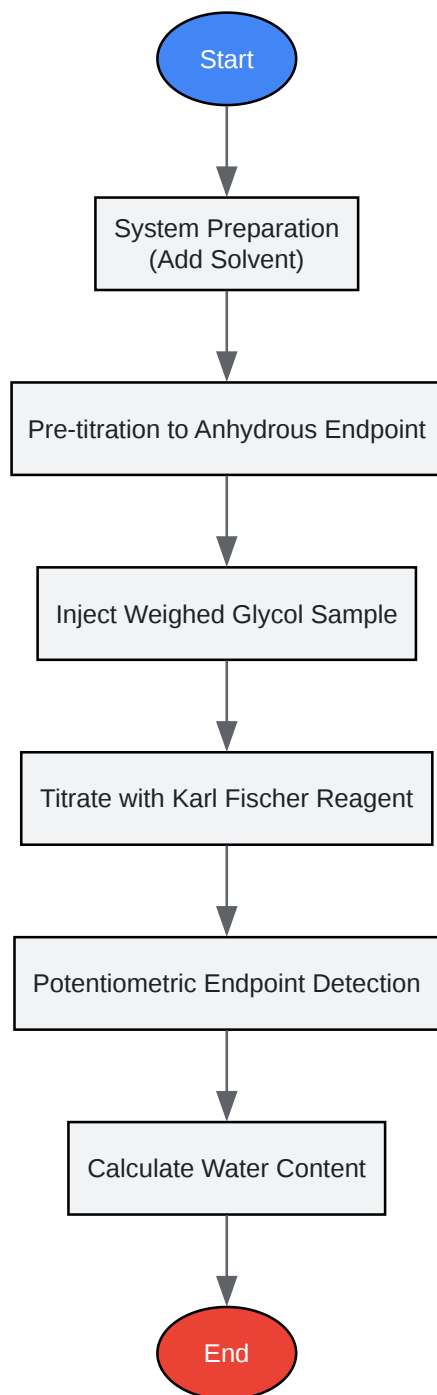 Start
System Preparation
(Add Solvent)
Pre-titration to Anhydrous Endpoint
Inject Weighed Glycol Sample
Titrate with Karl Fischer Reagent
Potentiometric Endpoint Detection
Calculate Water Content
End